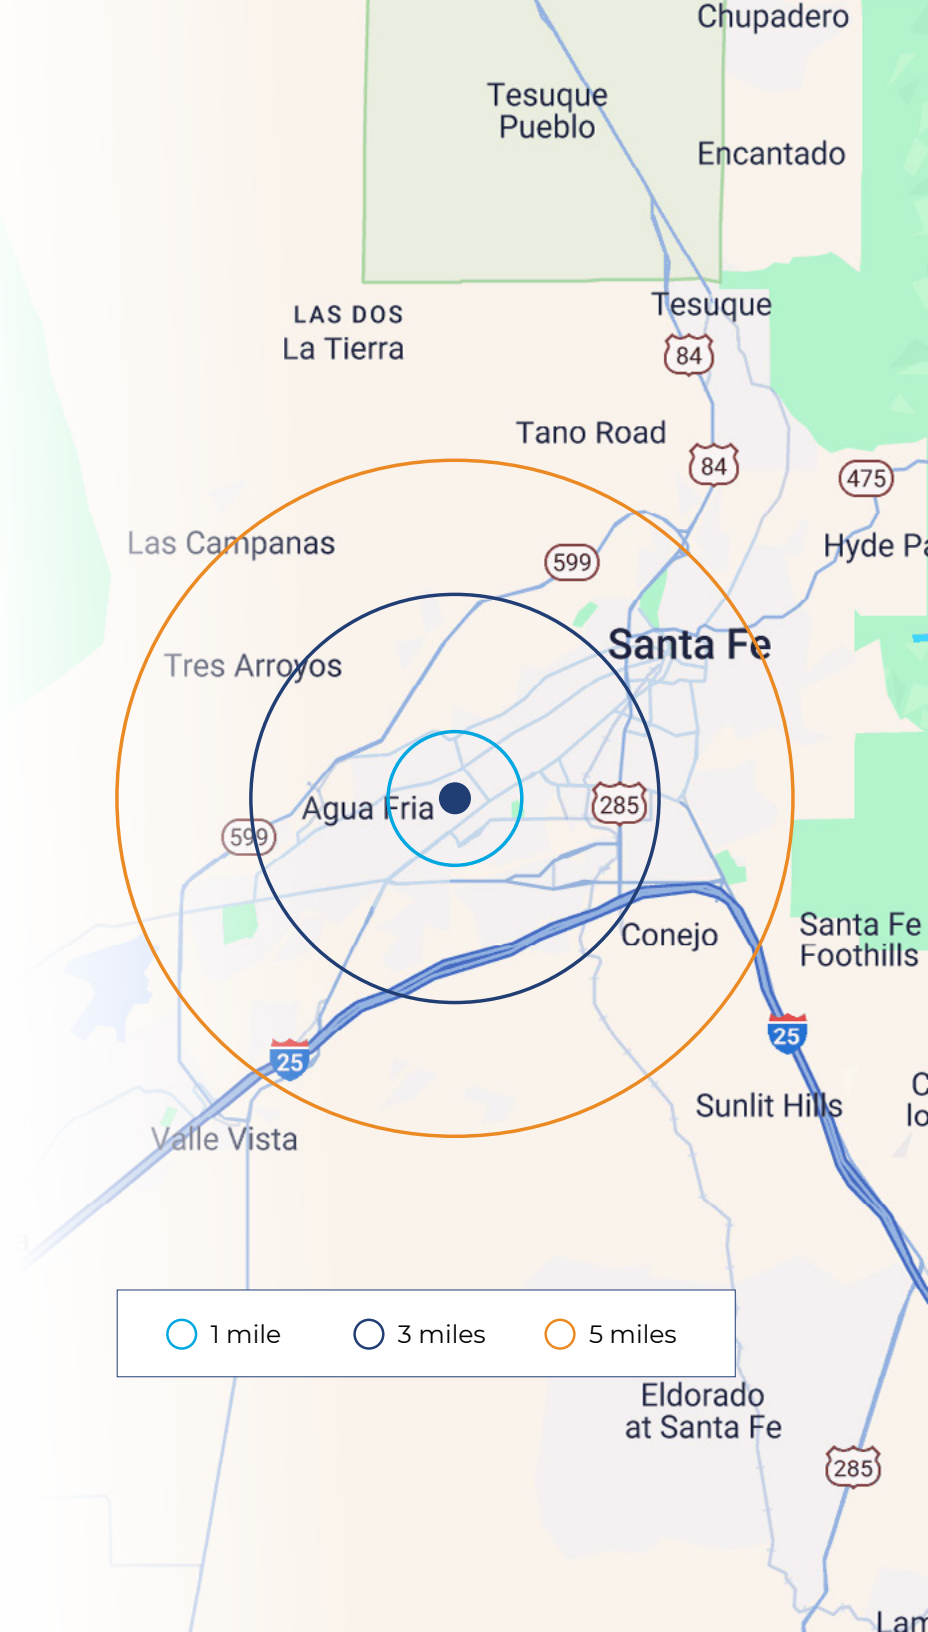 Chupadero
Tesuque
Pueblo
Encantado
LAS DOS
La Tierra
Tesuque
84
Tano Road
84
475
Las Campanas
599
Hyde Pa
Santa Fe
Tres Arroyos
Agua Fria
285
599
Conejo
Santa Fe
Foothills
25
25
Sunlit Hills
C
lo
Valle Vista
1 mile
3 miles
5 miles
Eldorado
at Santa Fe
285
Lam